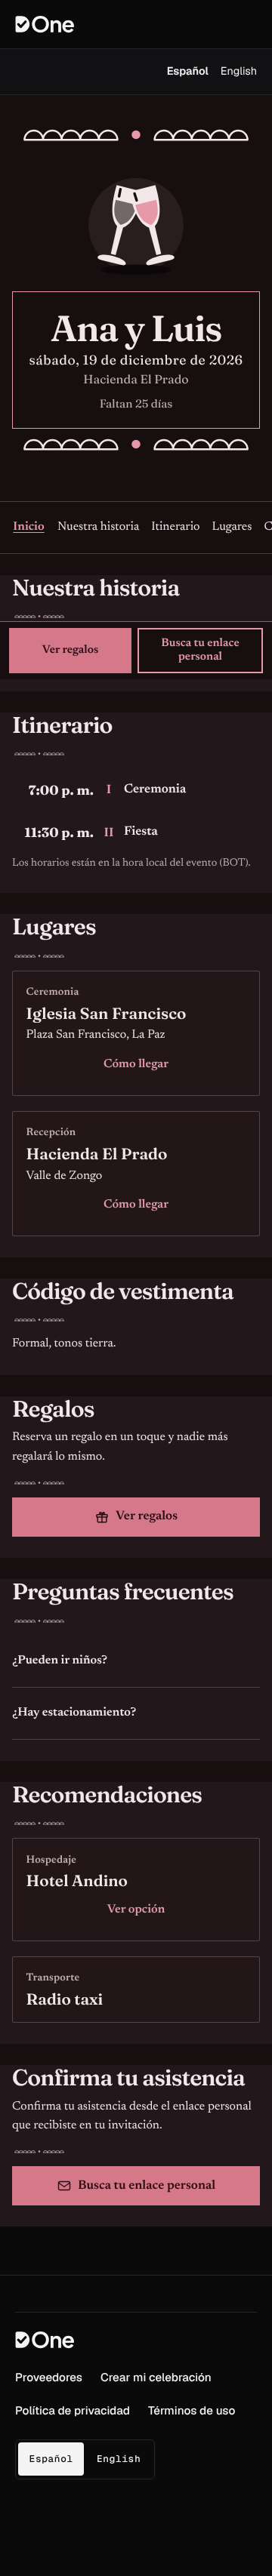 One
Español English
Ana y Luis
sábado, 19 de diciembre de 2026
Hacienda El Prado
Faltan 25 días
Inicio Nuestra historia Itinerario Lugares C
Nuestra historia
Ver regalos
Busca tu enlace
personal
Itinerario
7:00 p. m. I Ceremonia
11:30 p. m. II Fiesta
Los horarios están en la hora local del evento (BOT).
Lugares
Ceremonia
Iglesia San Francisco
Plaza San Francisco, La Paz
Cómo llegar
Recepción
Hacienda El Prado
Valle de Zongo
Cómo llegar
Código de vestimenta
Formal, tonos tierra.
Regalos
Reserva un regalo en un toque y nadie más
regalará lo mismo.
Ver regalos
Preguntas frecuentes
¿Pueden ir niños?
¿Hay estacionamiento?
Recomendaciones
Hospedaje
Hotel Andino
Ver opción
Transporte
Radio taxi
Confirma tu asistencia
Confirma tu asistencia desde el enlace personal
que recibiste en tu invitación.
Busca tu enlace personal
One
Proveedores Crear mi celebración
Política de privacidad Términos de uso
Español English